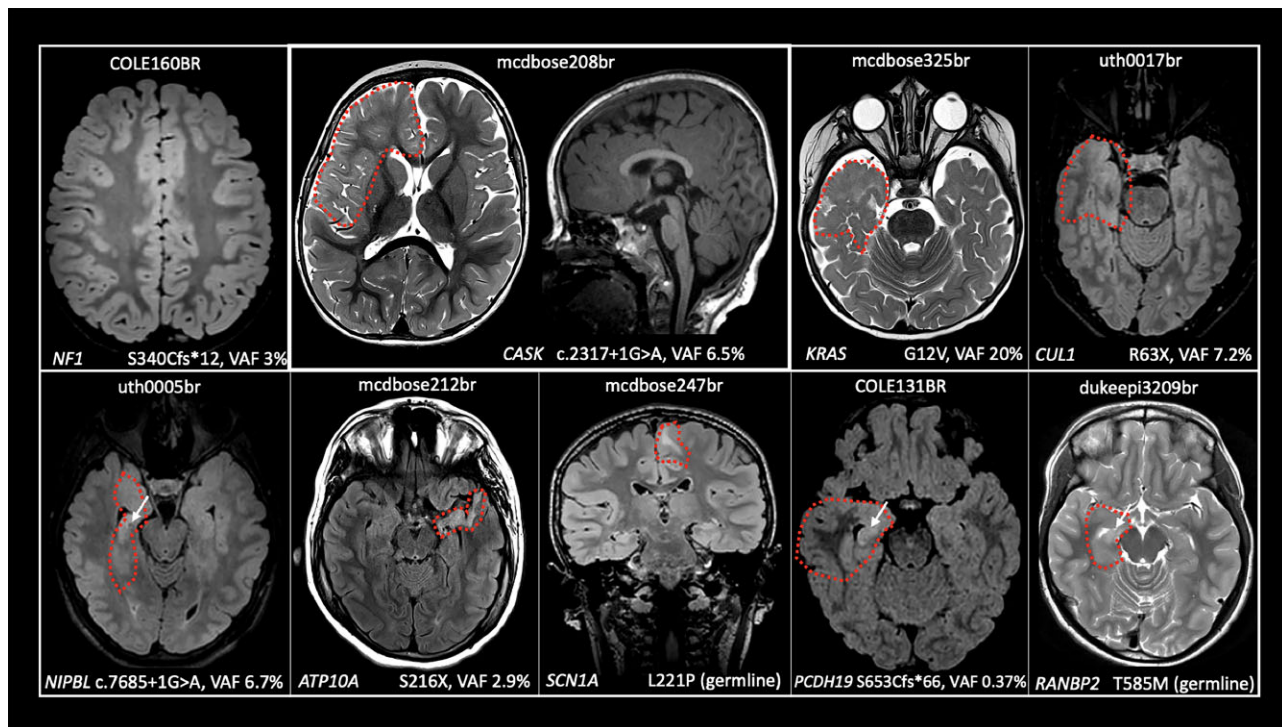 COLE160BR
NF1 S340Cfs*12, VAF 3%
mcdbose208br
CASK c.2317+1G>A, VAF 6.5%
mcdbose325br
KRAS G12V, VAF 20%
uth0017br
CUL1 R63X, VAF 7.2%
uth0005br
NIPBL c.7685+1G>A, VAF 6.7%
mcdbose212br
ATP10A S216X, VAF 2.9%
mcdbose247br
SCN1A L221P (germline)
COLE131BR
PCDH19 S653Cfs*66, VAF 0.37%
dukeepi3209br
RANBP2 T585M (germline)